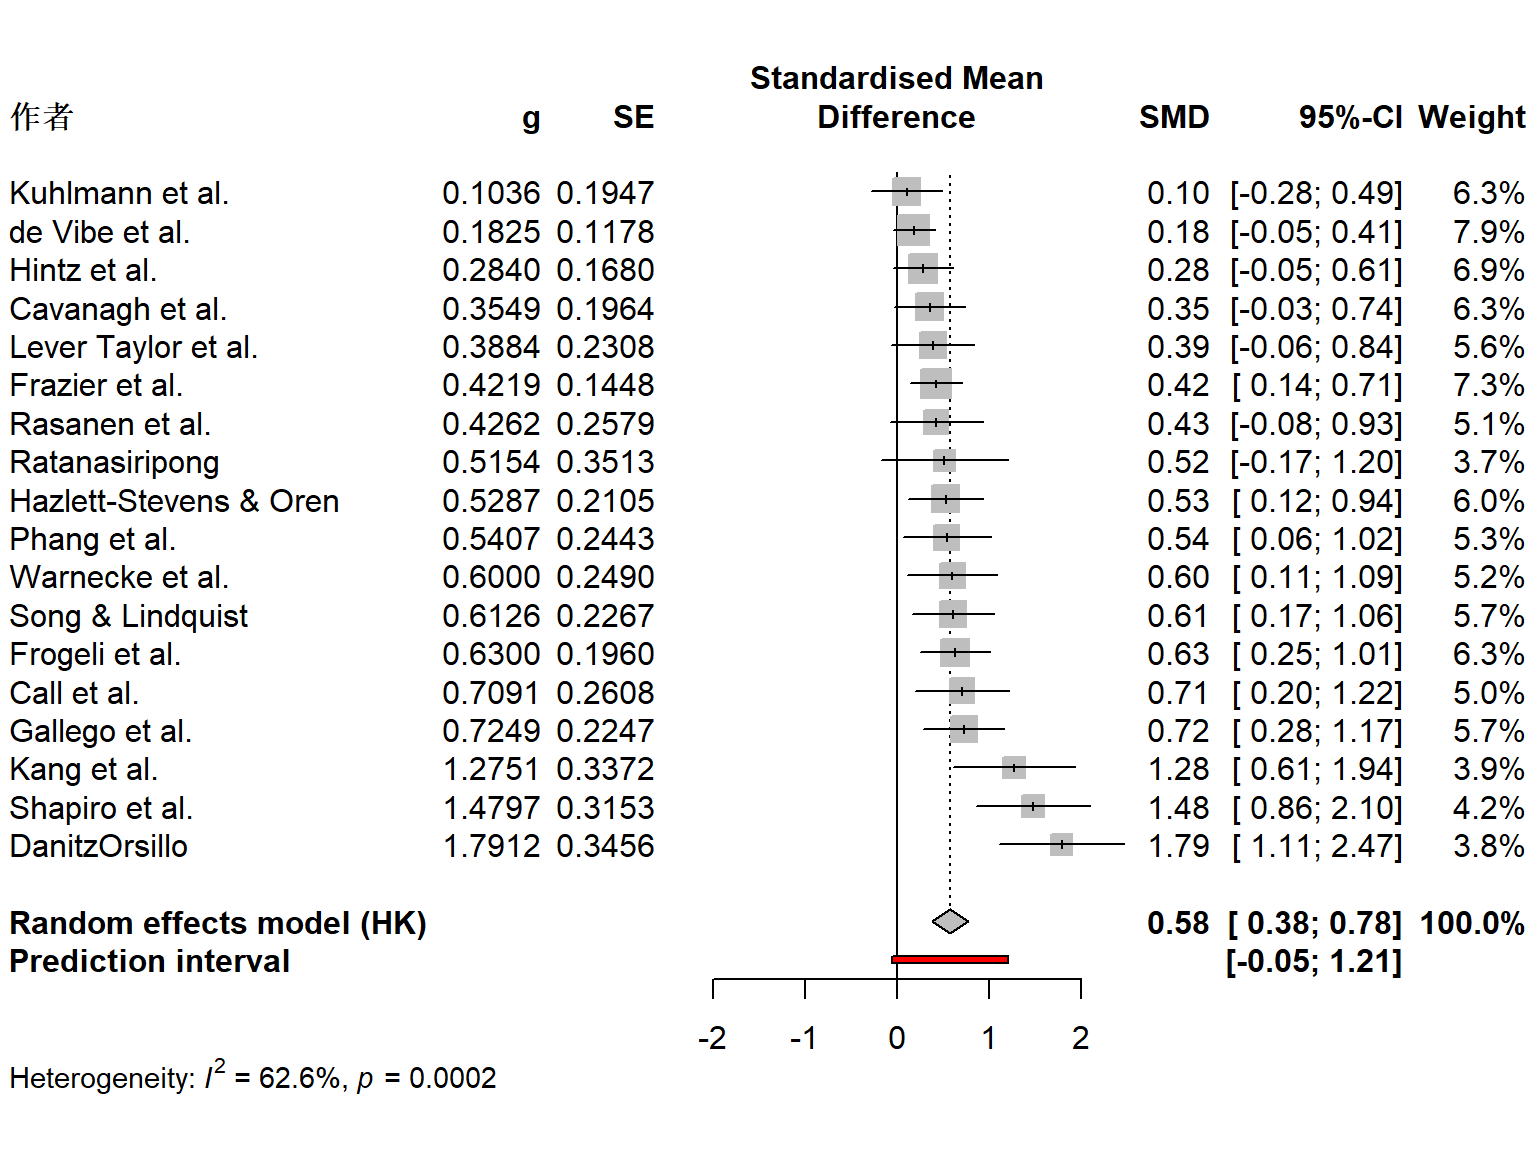 Standardised Mean
作者 g SE Difference SMD 95%-CI Weight
Kuhlmann et al. 0.1036 0.1947 0.10 [-0.28; 0.49] 6.3%
de Vibe et al. 0.1825 0.1178 0.18 [-0.05; 0.41] 7.9%
Hintz et al. 0.2840 0.1680 0.28 [-0.05; 0.61] 6.9%
Cavanagh et al. 0.3549 0.1964 0.35 [-0.03; 0.74] 6.3%
Lever Taylor et al. 0.3884 0.2308 0.39 [-0.06; 0.84] 5.6%
Frazier et al. 0.4219 0.1448 0.42 [ 0.14; 0.71] 7.3%
Rasanen et al. 0.4262 0.2579 0.43 [-0.08; 0.93] 5.1%
Ratanasiripong 0.5154 0.3513 0.52 [-0.17; 1.20] 3.7%
Hazlett-Stevens & Oren 0.5287 0.2105 0.53 [ 0.12; 0.94] 6.0%
Phang et al. 0.5407 0.2443 0.54 [ 0.06; 1.02] 5.3%
Warnecke et al. 0.6000 0.2490 0.60 [ 0.11; 1.09] 5.2%
Song & Lindquist 0.6126 0.2267 0.61 [ 0.17; 1.06] 5.7%
Frogeli et al. 0.6300 0.1960 0.63 [ 0.25; 1.01] 6.3%
Call et al. 0.7091 0.2608 0.71 [ 0.20; 1.22] 5.0%
Gallego et al. 0.7249 0.2247 0.72 [ 0.28; 1.17] 5.7%
Kang et al. 1.2751 0.3372 1.28 [ 0.61; 1.94] 3.9%
Shapiro et al. 1.4797 0.3153 1.48 [ 0.86; 2.10] 4.2%
DanitzOrsillo 1.7912 0.3456 1.79 [ 1.11; 2.47] 3.8%
Random effects model (HK) 0.58 [ 0.38; 0.78] 100.0%
Prediction interval [-0.05; 1.21]
-2 -1 0 1 2
Heterogeneity: I² = 62.6%, p = 0.0002